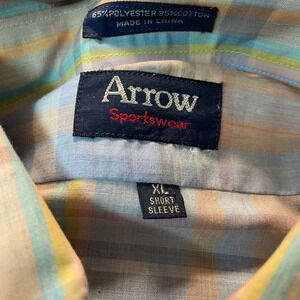 65% POLYESTER 35% COTTON
MADE IN CHINA
Arrow
Sportswear
XL
SHORT
SLEEVE